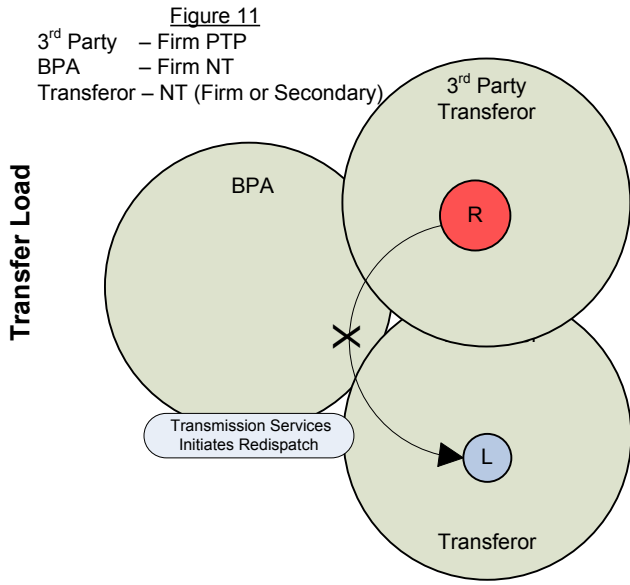 Figure 11
3rd Party – Firm PTP
BPA – Firm NT
Transferor – NT (Firm or Secondary)
3rd Party
Transferor
BPA
R
Transfer Load
X
Transmission Services
Initiates Redispatch
L
Transferor